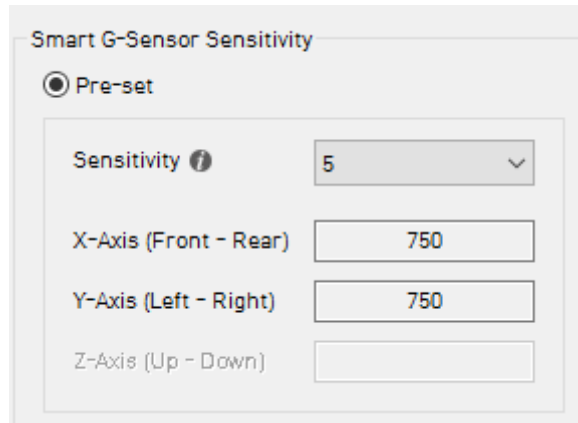 Smart G-Sensor Sensitivity
Pre-set
Sensitivity
5
X-Axis (Front - Rear)
750
Y-Axis (Left - Right)
750
Z-Axis (Up - Down)